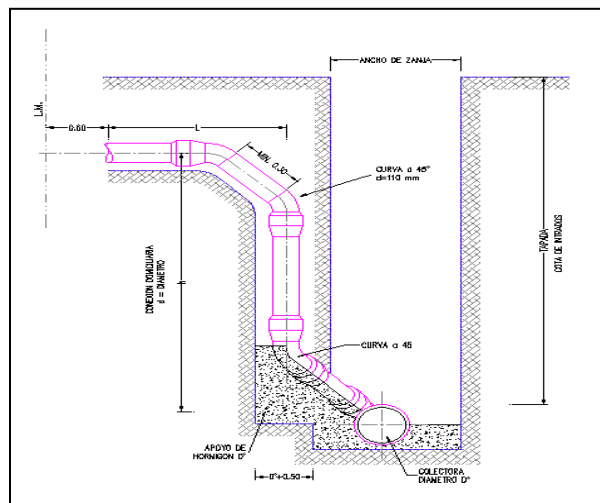 ANCHO DE ZANJA
L.M.
0.60
L
MIN. 0.30
CURVA a 45°
d=110 mm
CONEXION DOMICILIARIA
d = DIAMETRO
H
TAPADA
COTA DE INTRADOS
CURVA a 45
APOYO DE
HORMIGON D°
D°+0.50
COLECTORA
DIAMETRO D°